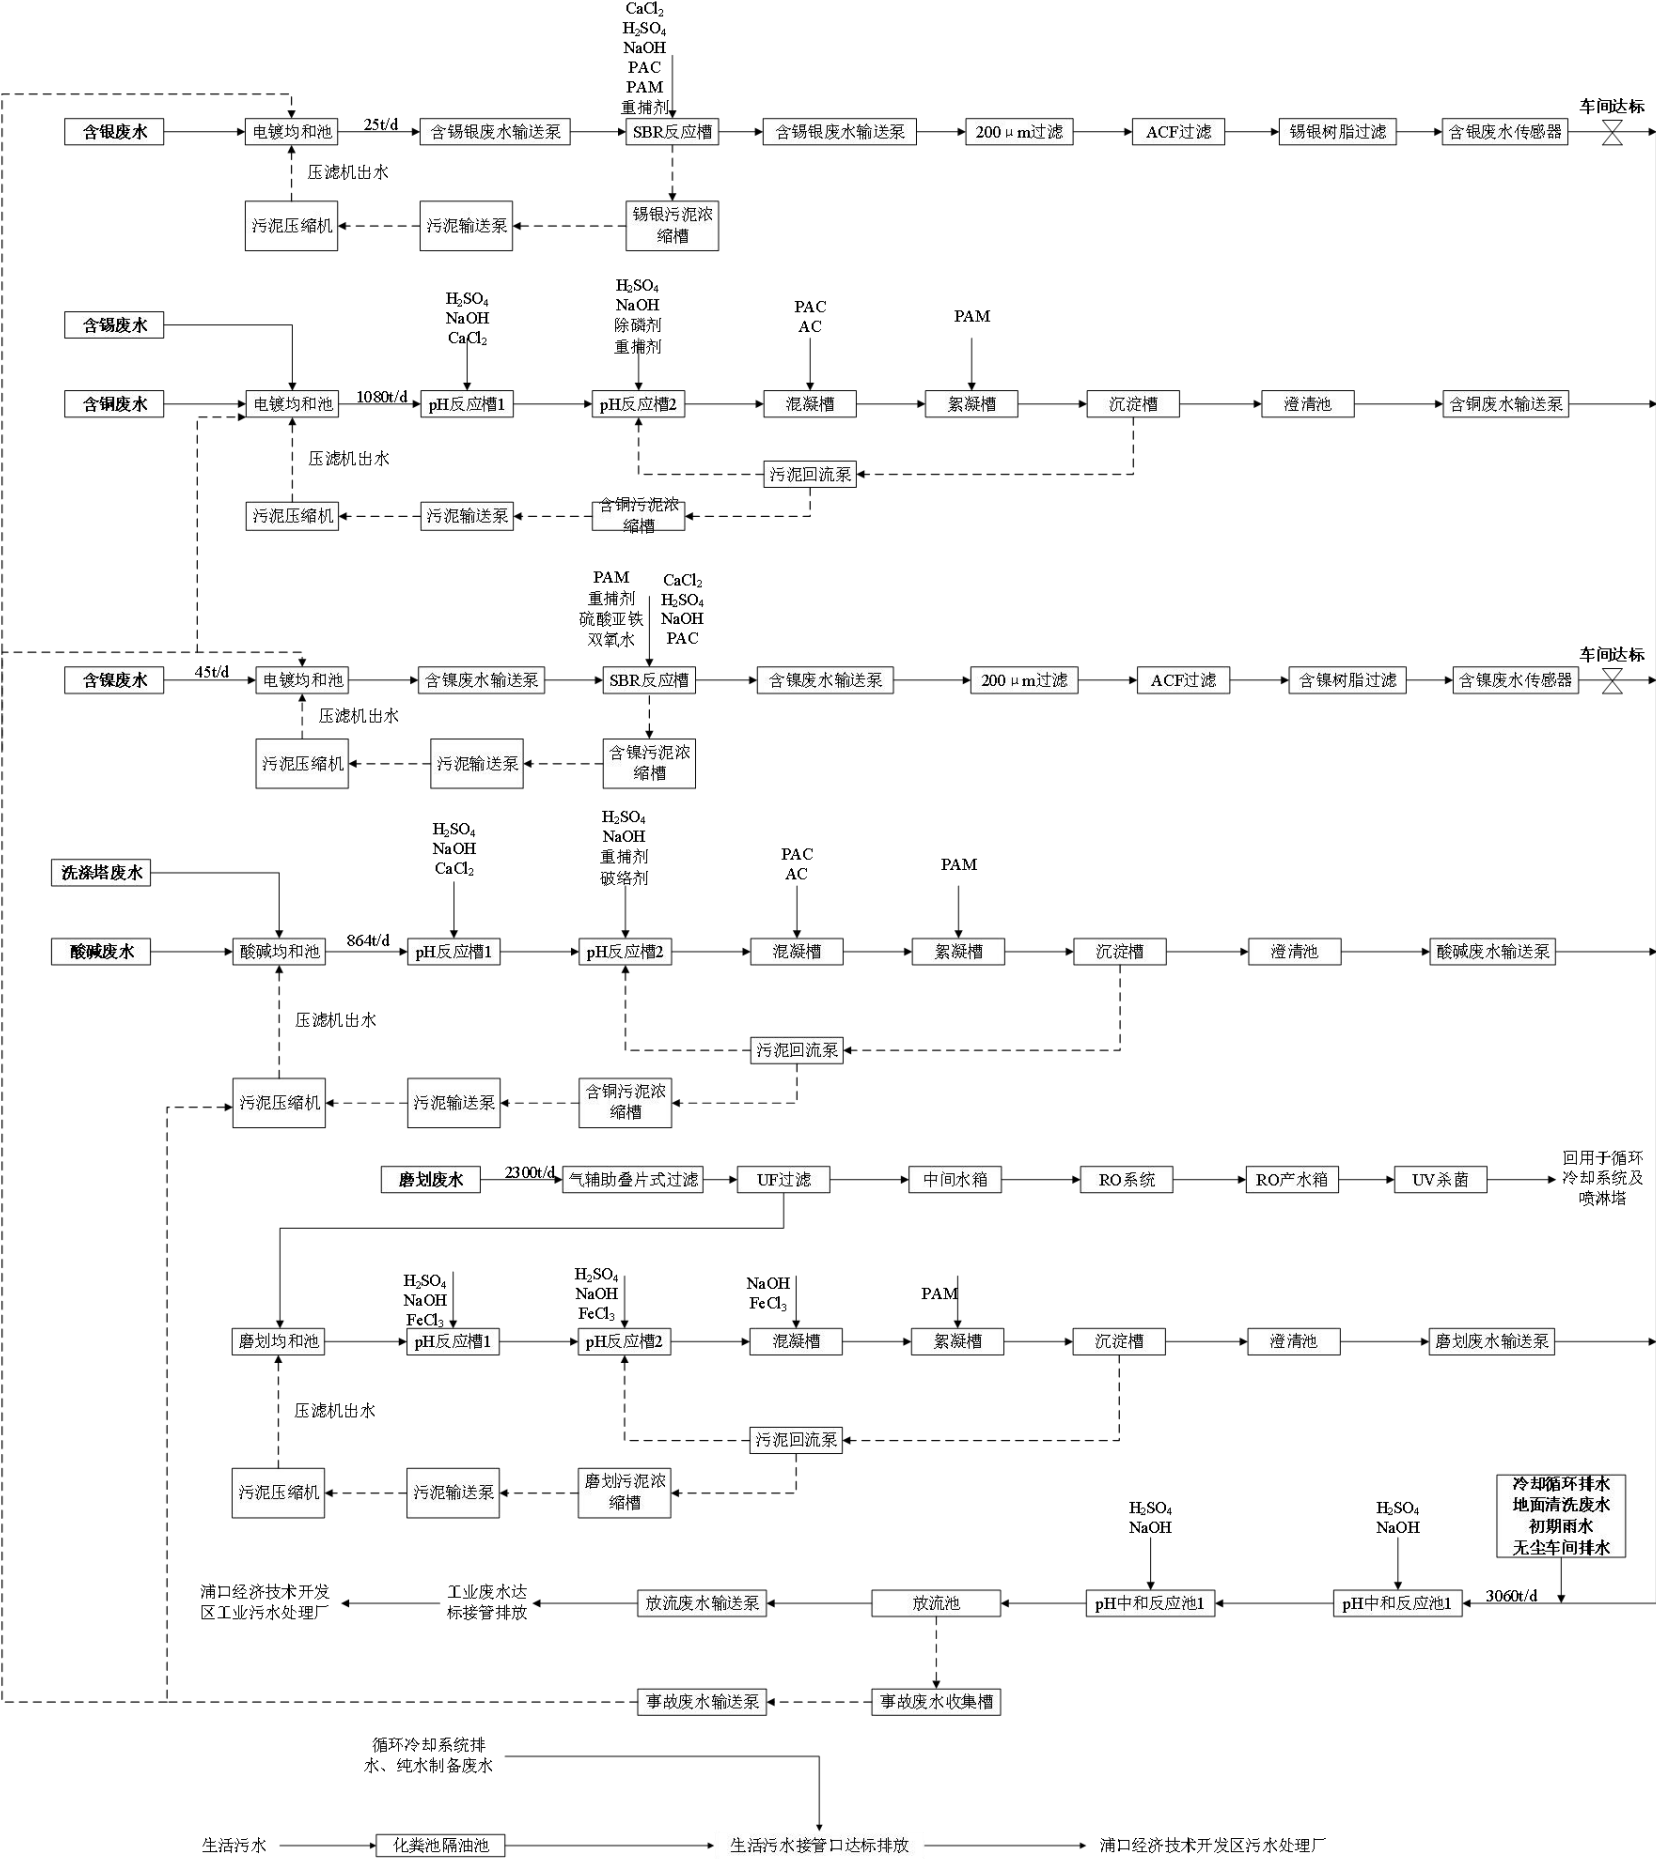 CaCl₂
H₂SO₄
NaOH
PAC
PAM
重捕剂
车间达标
含银废水
电镀均和池
25t/d
含锡银废水输送泵
SBR反应槽
含锡银废水输送泵
200μm过滤
ACF过滤
锡银树脂过滤
含银废水传感器
压滤机出水
污泥压缩机
污泥输送泵
锡银污泥浓
缩槽
H₂SO₄
NaOH
CaCl₂
H₂SO₄
NaOH
除磷剂
重捕剂
PAC
AC
PAM
含锡废水
含铜废水
电镀均和池
1080t/d
pH反应槽1
pH反应槽2
混凝槽
絮凝槽
沉淀槽
澄清池
含铜废水输送泵
压滤机出水
污泥回流泵
污泥压缩机
污泥输送泵
含铜污泥浓
缩槽
PAM
重捕剂
硫酸亚铁
双氧水
CaCl₂
H₂SO₄
NaOH
PAC
车间达标
含镍废水
45t/d
电镀均和池
含镍废水输送泵
SBR反应槽
含镍废水输送泵
200μm过滤
ACF过滤
含镍树脂过滤
含镍废水传感器
压滤机出水
污泥压缩机
污泥输送泵
含镍污泥浓
缩槽
H₂SO₄
NaOH
CaCl₂
H₂SO₄
NaOH
重捕剂
破络剂
PAC
AC
PAM
洗涤塔废水
酸碱废水
酸碱均和池
864t/d
pH反应槽1
pH反应槽2
混凝槽
絮凝槽
沉淀槽
澄清池
酸碱废水输送泵
压滤机出水
污泥回流泵
污泥压缩机
污泥输送泵
含铜污泥浓
缩槽
磨划废水
2300t/d
气辅助叠片式过滤
UF过滤
中间水箱
RO系统
RO产水箱
UV杀菌
回用于循环
冷却系统及
喷淋塔
H₂SO₄
NaOH
FeCl₃
H₂SO₄
NaOH
FeCl₃
NaOH
FeCl₃
PAM
磨划均和池
pH反应槽1
pH反应槽2
混凝槽
絮凝槽
沉淀槽
澄清池
磨划废水输送泵
压滤机出水
污泥回流泵
污泥压缩机
污泥输送泵
磨划污泥浓
缩槽
冷却循环排水
地面清洗废水
初期雨水
无尘车间排水
H₂SO₄
NaOH
H₂SO₄
NaOH
浦口经济技术开发
区工业污水处理厂
工业废水达
标接管排放
放流废水输送泵
放流池
pH中和反应池1
pH中和反应池1
3060t/d
事故废水输送泵
事故废水收集槽
循环冷却系统排
水、纯水制备废水
生活污水
化粪池隔油池
生活污水接管口达标排放
浦口经济技术开发区污水处理厂